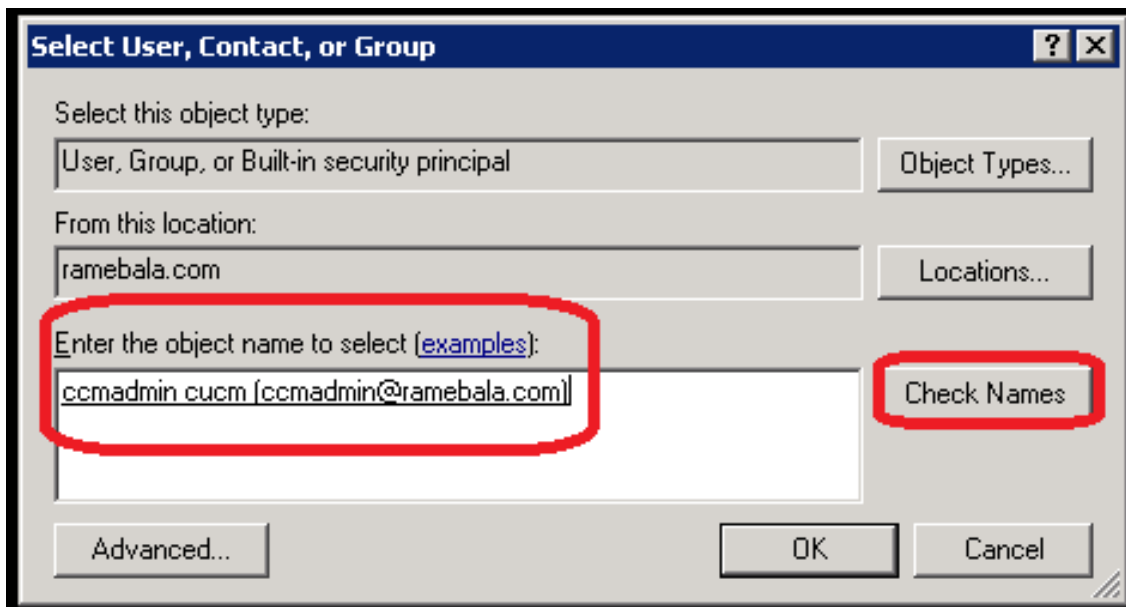 Select User, Contact, or Group
Select this object type:
User, Group, or Built-in security principal
Object Types...
From this location:
ramebala.com
Locations...
Enter the object name to select (examples):
ccmadmin cucm (ccmadmin@ramebala.com)
Check Names
Advanced...
OK
Cancel